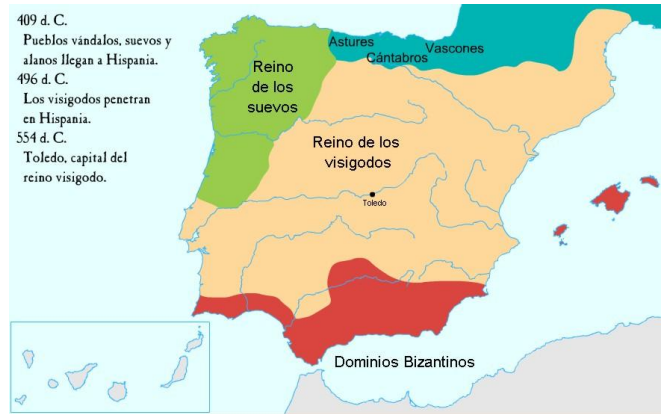 409 d. C.
Pueblos vándalos, suevos y
alanos llegan a Hispania.
496 d. C.
Los visigodos penetran
en Hispania.
554 d. C.
Toledo, capital del
reino visigodo.
Astures
Cántabros
Vascones
Reino
de los
suevos
Reino de los
visigodos
Toledo
Dominios Bizantinos